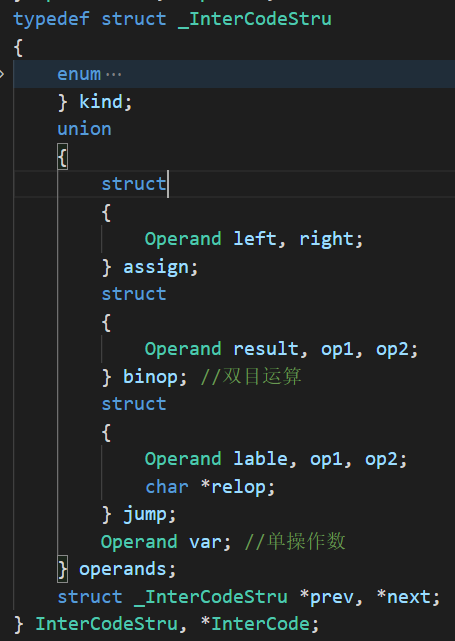 typedef struct _InterCodeStru
{
enum…
} kind;
union
{
struct
{
Operand left, right;
} assign;
struct
{
Operand result, op1, op2;
} binop; //双目运算
struct
{
Operand lable, op1, op2;
char *relop;
} jump;
Operand var; //单操作数
} operands;
struct _InterCodeStru *prev, *next;
} InterCodeStru, *InterCode;